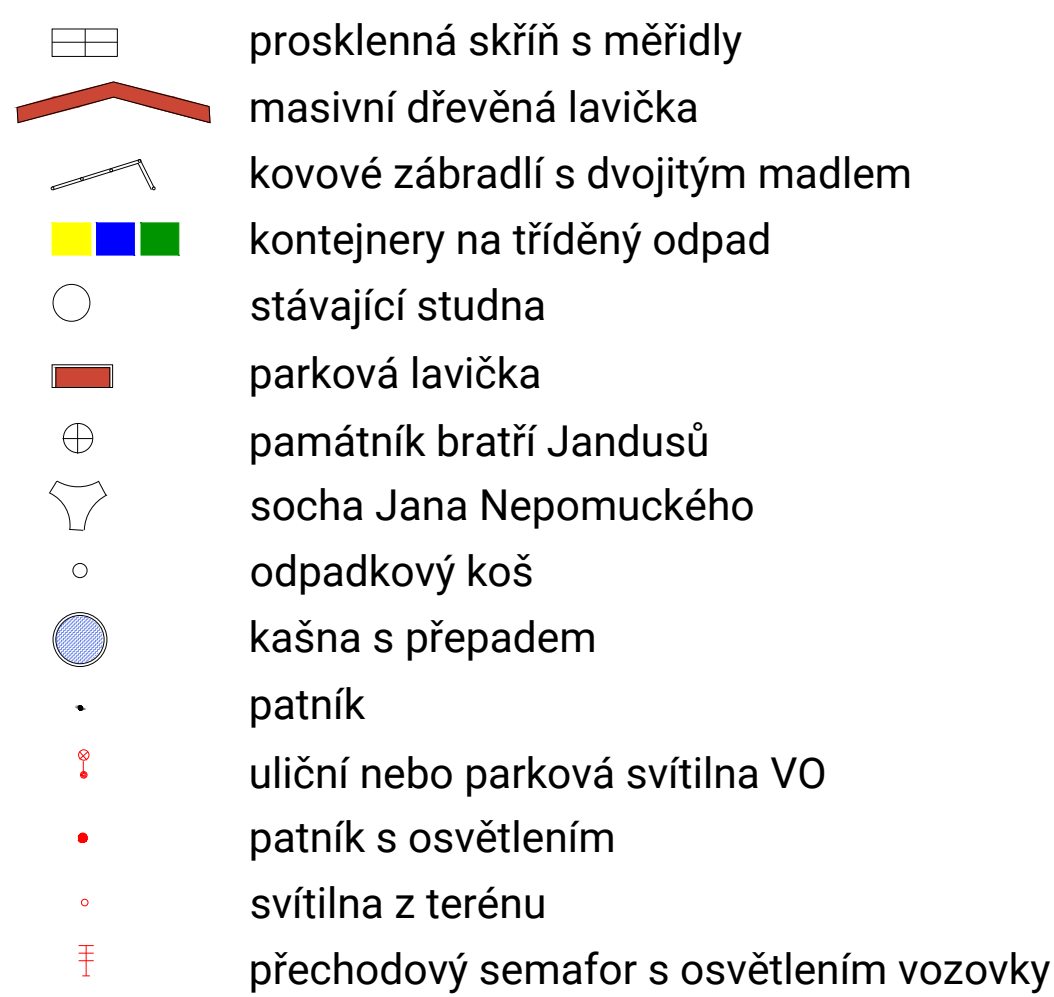 prosklenná skříň s měřidly
masivní dřevěná lavička
kovové zábradlí s dvojitým madlem
kontejnery na tříděný odpad
stávající studna
parková lavička
památník bratří Jandusů
socha Jana Nepomuckého
odpadkový koš
kašna s přepadem
patník
uliční nebo parková svítilna VO
patník s osvětlením
svítilna z terénu
přechodový semafor s osvětlením vozovky